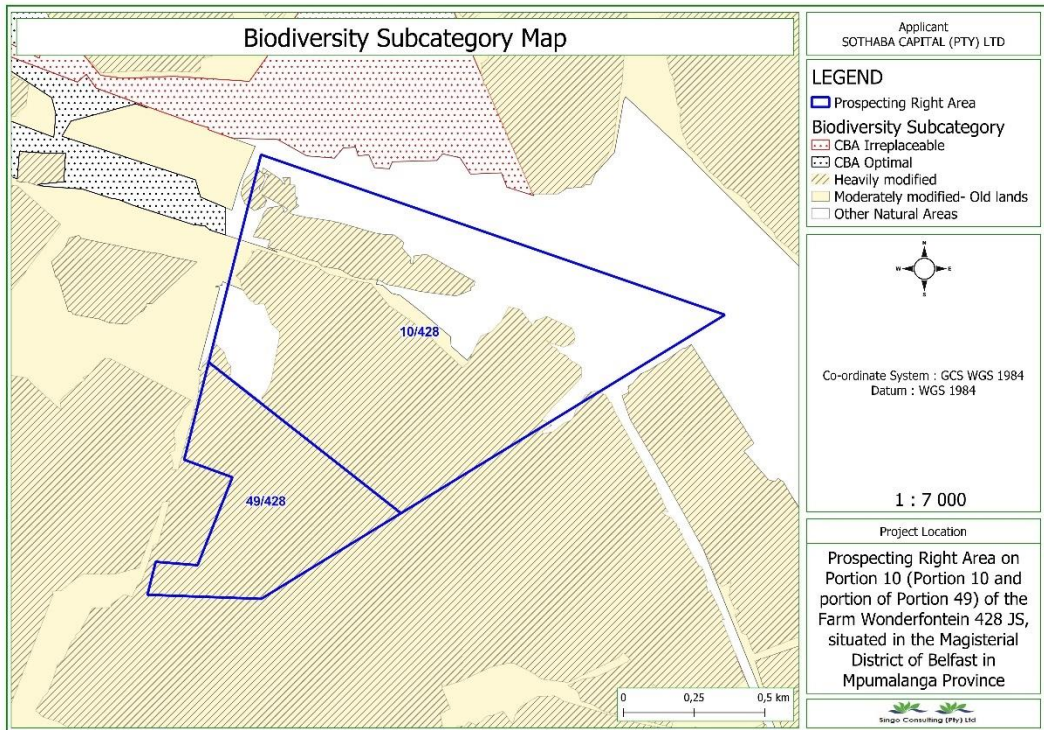 Biodiversity Subcategory Map
10/428
49/428
0 0,25 0,5 km
Applicant
SOTHABA CAPITAL (PTY) LTD
LEGEND
Prospecting Right Area
Biodiversity Subcategory
CBA Irreplaceable
CBA Optimal
Heavily modified
Moderately modified- Old lands
Other Natural Areas
N
W E
S
Co-ordinate System : GCS WGS 1984
Datum : WGS 1984
1 : 7 000
Project Location
Prospecting Right Area on
Portion 10 (Portion 10 and
portion of Portion 49) of the
Farm Wonderfontein 428 JS,
situated in the Magisterial
District of Belfast in
Mpumalanga Province
Singo Consulting (Pty) Ltd